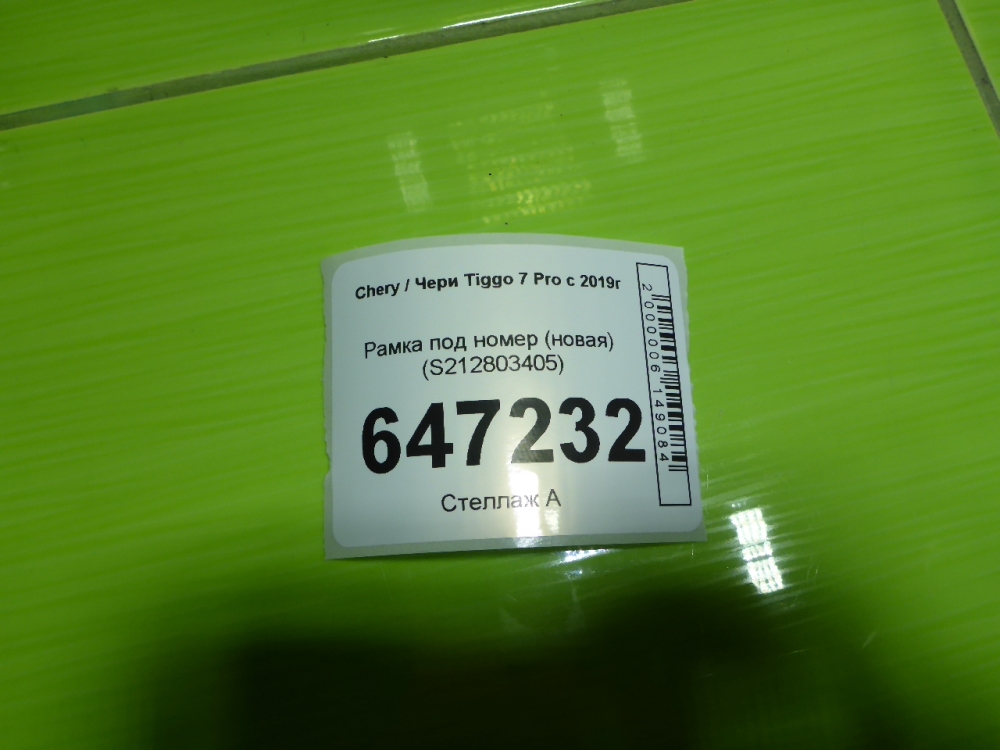 Chery / Чери Tiggo 7 Pro с 2019г
Рамка под номер (новая)
(S212803405)
647232
Стеллаж А
2000006149084